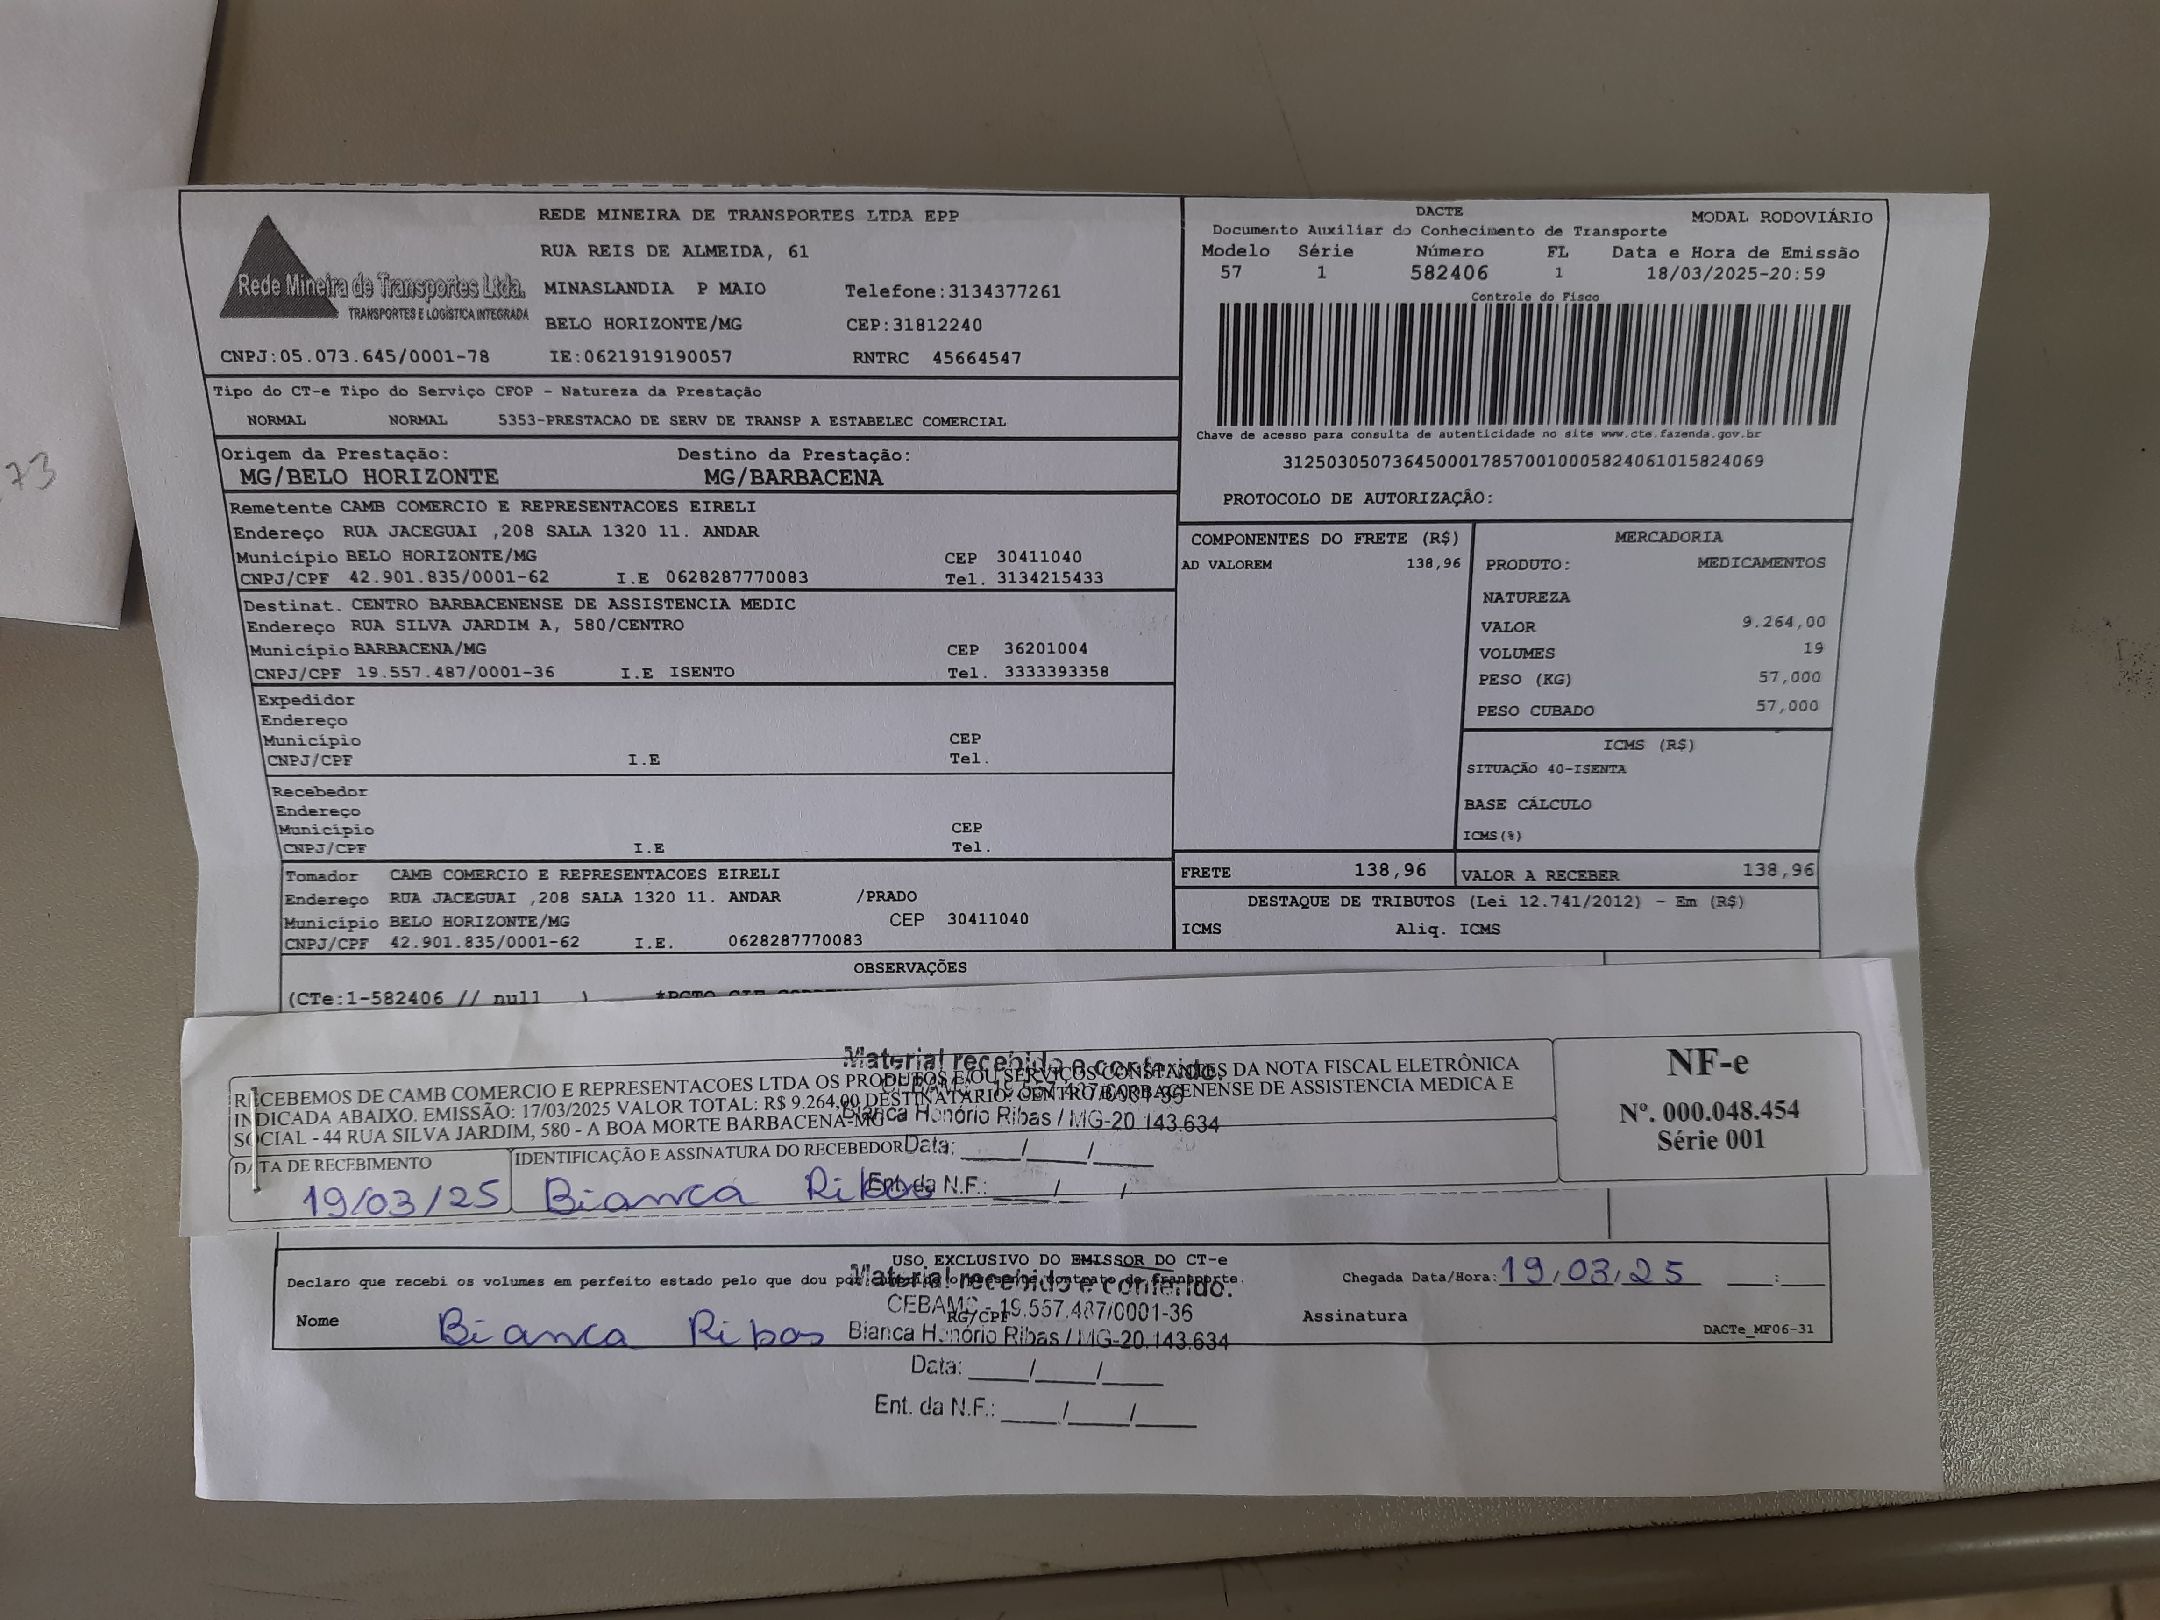 73
REDE MINEIRA DE TRANSPORTES LTDA EPP
RUA REIS DE ALMEIDA, 61
Rede Mineira de Transportes Ltda.
TRANSPORTES E LOGÍSTICA INTEGRADA
MINASLANDIA P MAIO Telefone:3134377261
BELO HORIZONTE/MG CEP:31812240
CNPJ:05.073.645/0001-78 IE:0621919190057 RNTRC 45664547
DACTE MODAL RODOVIÁRIO
Documento Auxiliar do Conhecimento de Transporte
Modelo Série Número FL Data e Hora de Emissão
57 1 582406 1 18/03/2025-20:59
Controle do Fisco
Chave de acesso para consulta de autenticidade no site www.cte.fazenda.gov.br
31250305073645000178570010005824061015824069
PROTOCOLO DE AUTORIZAÇÃO:
Tipo do CT-e Tipo do Serviço CFOP - Natureza da Prestação
NORMAL NORMAL 5353-PRESTACAO DE SERV DE TRANSP A ESTABELEC COMERCIAL
Origem da Prestação: Destino da Prestação:
MG/BELO HORIZONTE MG/BARBACENA
Remetente CAMB COMERCIO E REPRESENTACOES EIRELI
Endereço RUA JACEGUAI ,208 SALA 1320 11. ANDAR
Município BELO HORIZONTE/MG CEP 30411040
CNPJ/CPF 42.901.835/0001-62 I.E 0628287770083 Tel. 3134215433
Destinat. CENTRO BARBACENENSE DE ASSISTENCIA MEDIC
Endereço RUA SILVA JARDIM A, 580/CENTRO
Município BARBACENA/MG CEP 36201004
CNPJ/CPF 19.557.487/0001-36 I.E ISENTO Tel. 3333393358
Expedidor
Endereço
Município CEP
CNPJ/CPF I.E Tel.
Recebedor
Endereço
Município CEP
CNPJ/CPF I.E Tel.
Tomador CAMB COMERCIO E REPRESENTACOES EIRELI
Endereço RUA JACEGUAI ,208 SALA 1320 11. ANDAR /PRADO
Município BELO HORIZONTE/MG CEP 30411040
CNPJ/CPF 42.901.835/0001-62 I.E. 0628287770083
COMPONENTES DO FRETE (R$)
AD VALOREM 138,96
MERCADORIA
PRODUTO: MEDICAMENTOS
NATUREZA
VALOR 9.264,00
VOLUMES 19
PESO (KG) 57,000
PESO CUBADO 57,000
ICMS (R$)
SITUAÇÃO 40-ISENTA
BASE CÁLCULO
ICMS(%)
FRETE 138,96 VALOR A RECEBER 138,96
DESTAQUE DE TRIBUTOS (Lei 12.741/2012) - Em (R$)
ICMS Aliq. ICMS
OBSERVAÇÕES
(CTe:1-582406 // null )
RECEBEMOS DE CAMB COMERCIO E REPRESENTACOES LTDA OS PRODUTOS E/OU SERVIÇOS CONSTANTES DA NOTA FISCAL ELETRÔNICA
INDICADA ABAIXO. EMISSÃO: 17/03/2025 VALOR TOTAL: R$ 9.264,00 DESTINATARIO: CENTRO BARBACENENSE DE ASSISTENCIA MEDICA E
SOCIAL - 44 RUA SILVA JARDIM, 580 - A BOA MORTE BARBACENA-MG
DATA DE RECEBIMENTO IDENTIFICAÇÃO E ASSINATURA DO RECEBEDOR
19/03/25 Bianca Ribas
NF-e
Nº. 000.048.454
Série 001
Material recebido e conferido.
Bianca Honório Ribas / MG-20.143.634
Data: ___/___/___
Ent. da N.F.: ___/___/___
USO EXCLUSIVO DO EMISSOR DO CT-e
Declaro que recebi os volumes em perfeito estado pelo que dou por cumprido o presente contrato de transporte.
Chegada Data/Hora: 19/03/25 ___:___
Nome Bianca Ribas RG/CPF Assinatura
DACTe_MF06-31
Material recebido e conferido.
CEBAMS - 19.557.487/0001-36
Bianca Honório Ribas / MG-20.143.634
Data: ___/___/___
Ent. da N.F.: ___/___/___